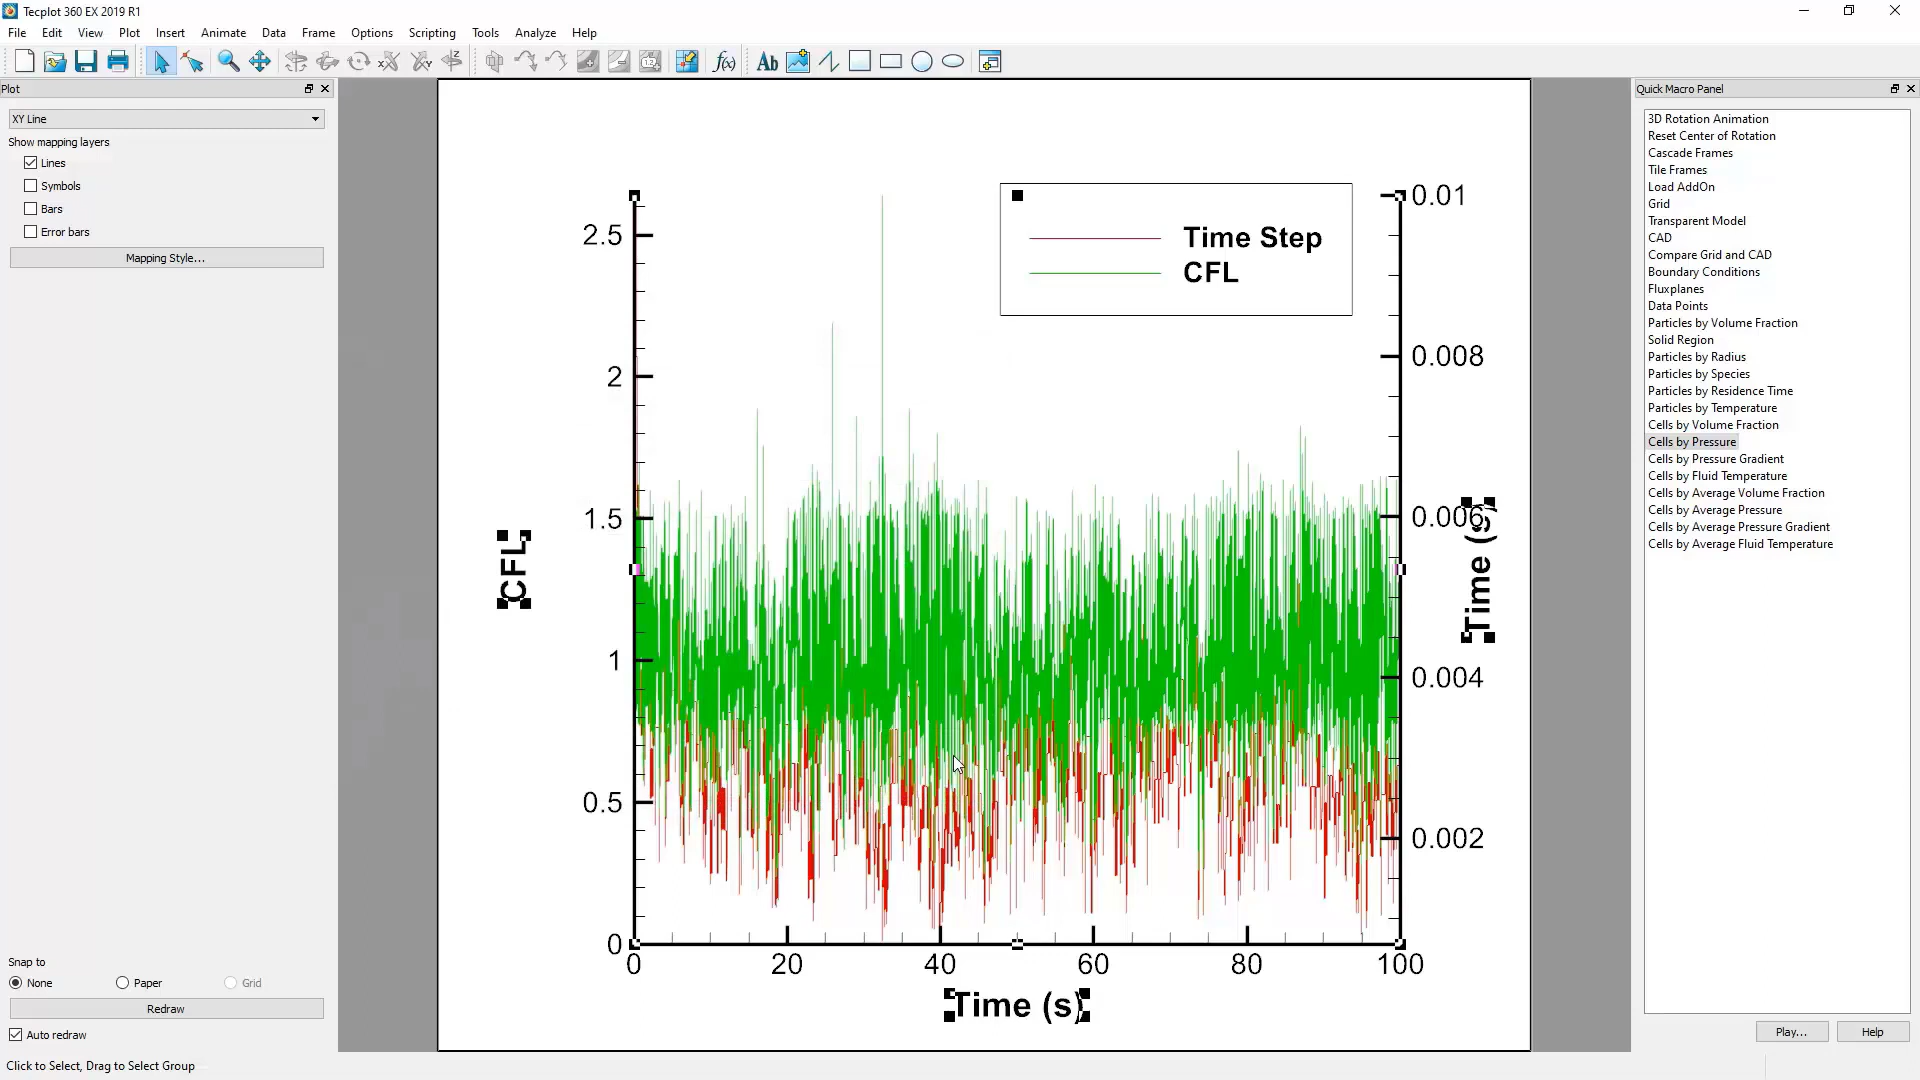 Tecplot 360 EX 2019 R1
File Edit View Plot Insert Animate Data Frame Options Scripting Tools Analyze Help
Plot
XY Line
Show mapping layers
Lines
Symbols
Bars
Error bars
Mapping Style...
Snap to
None Paper Grid
Redraw
Auto redraw
Click to Select, Drag to Select Group
Time Step
CFL
2.5
2
1.5
1
0.5
0
CFL
0 20 40 60 80 100
Time (s)
0.01
0.008
0.006
0.004
0.002
Time (s)
Quick Macro Panel
3D Rotation Animation
Reset Center of Rotation
Cascade Frames
Tile Frames
Load AddOn
Grid
Transparent Model
CAD
Compare Grid and CAD
Boundary Conditions
Fluxplanes
Data Points
Particles by Volume Fraction
Solid Region
Particles by Radius
Particles by Species
Particles by Residence Time
Particles by Temperature
Cells by Volume Fraction
Cells by Pressure
Cells by Pressure Gradient
Cells by Fluid Temperature
Cells by Average Volume Fraction
Cells by Average Pressure
Cells by Average Pressure Gradient
Cells by Average Fluid Temperature
Play... Help